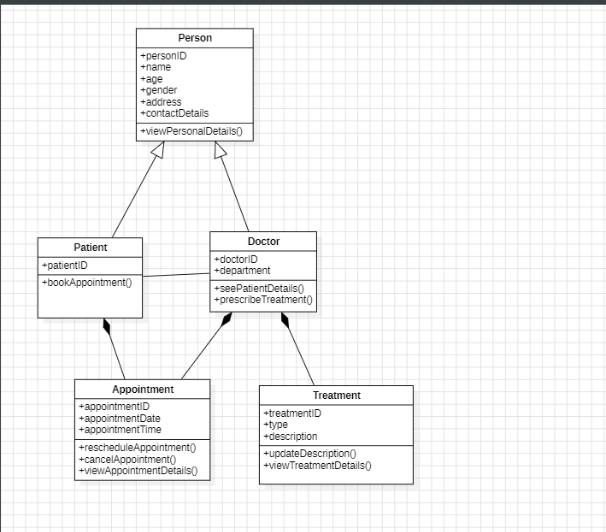 Person
+personID
+name
+age
+gender
+address
+contactDetails
+viewPersonalDetails()
Patient
+patientID
+bookAppointment()
Doctor
+doctorID
+department
+seePatientDetails()
+prescribeTreatment()
Appointment
+appointmentID
+appointmentDate
+appointmentTime
+rescheduleAppointment()
+cancelAppointment()
+viewAppointmentDetails()
Treatment
+treatmentID
+type
+description
+updateDescription()
+viewTreatmentDetails()